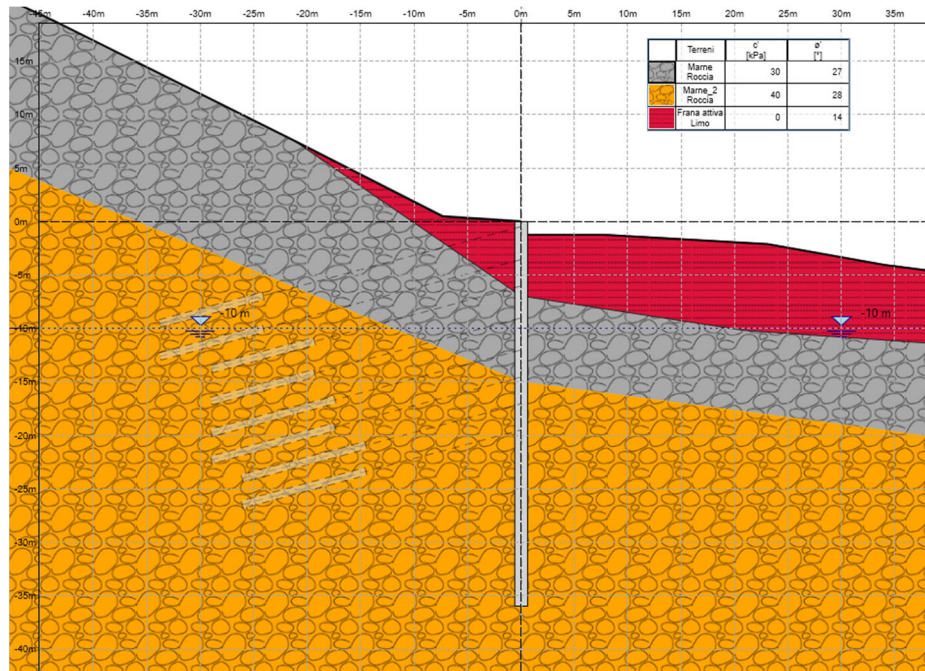 -45m -40m -35m -30m -25m -20m -15m -10m -5m 0m 5m 10m 15m 20m 25m 30m 35m
Terreni c' ø'
[kPa] [°]
Marne
Roccia 30 27
Marne_2
Roccia 40 28
Frana attiva
Limo 0 14
15m
10m
5m
0m
-5m
-10m
-10 m
-10 m
-15m
-20m
-25m
-30m
-35m
-40m